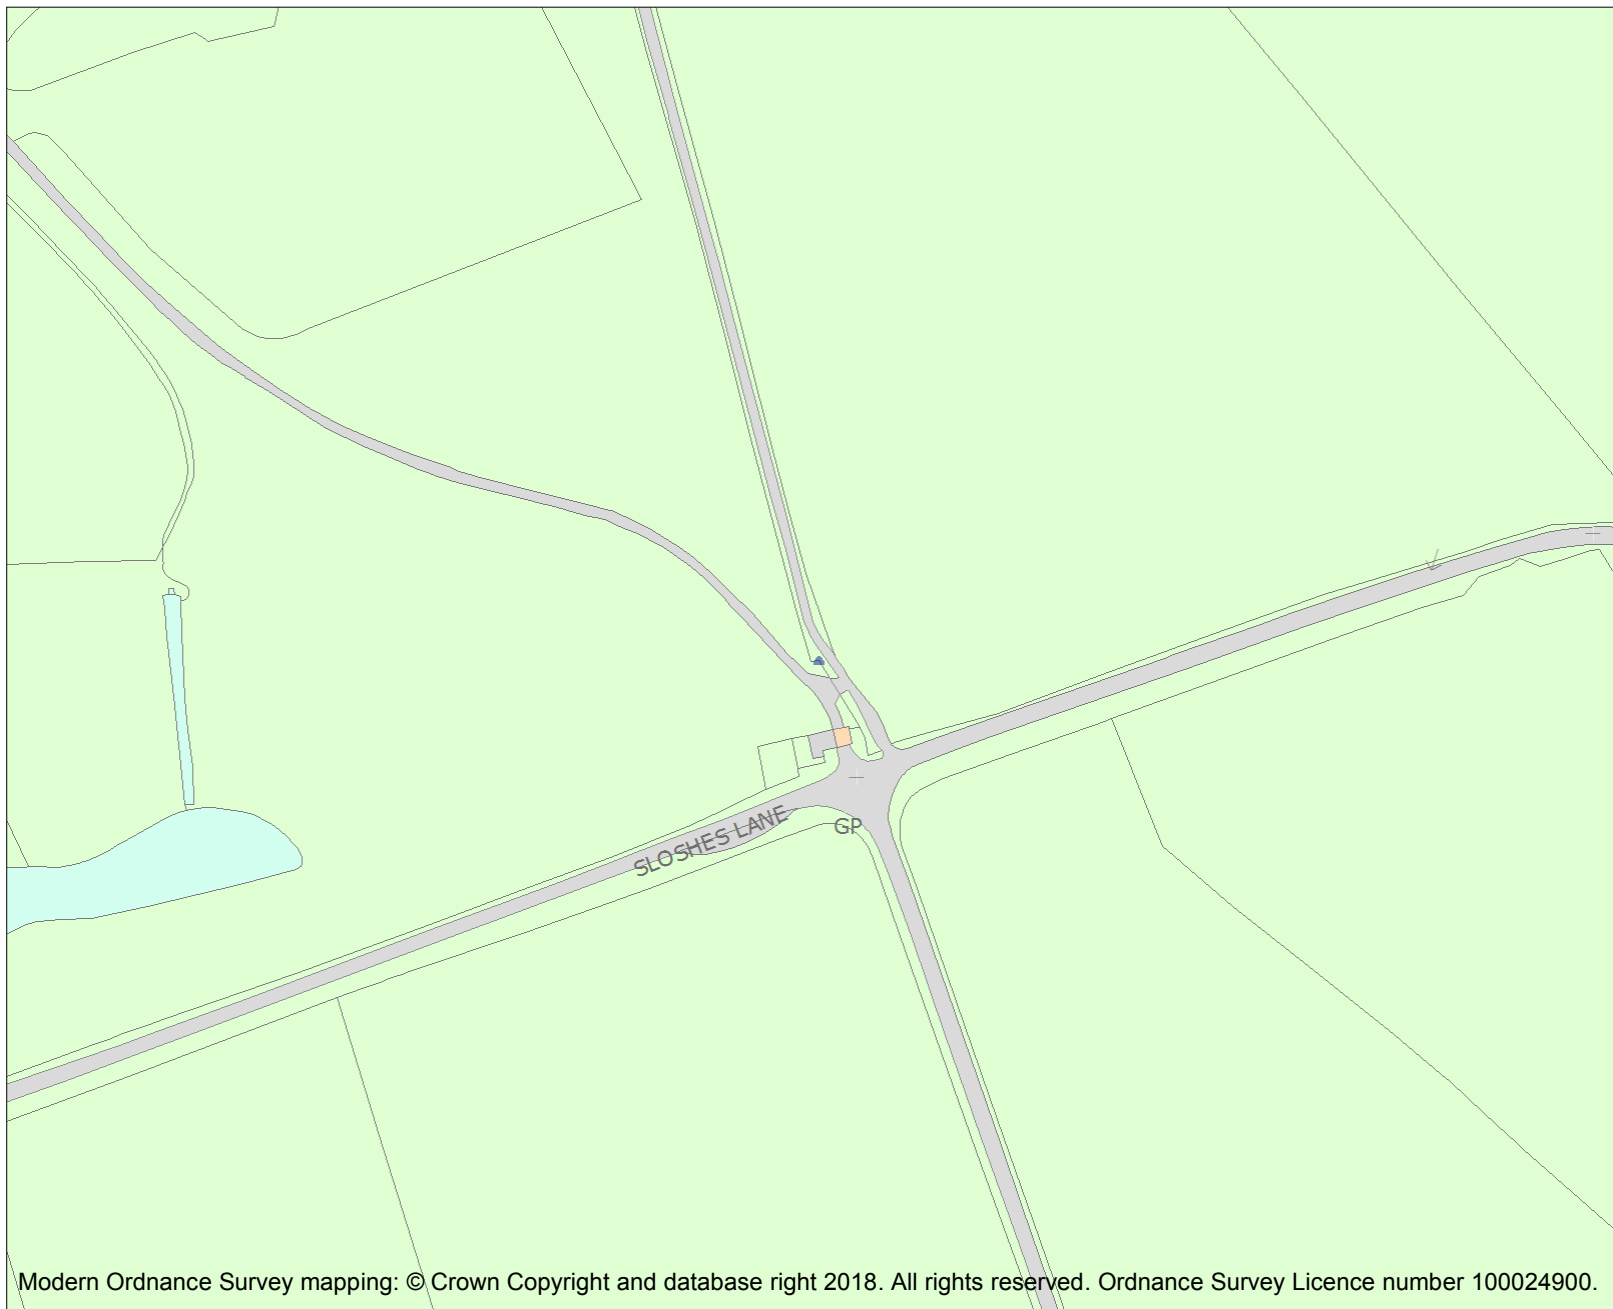 SLOSHES LANE
GP
Modern Ordnance Survey mapping: © Crown Copyright and database right 2018. All rights reserved. Ordnance Survey Licence number 100024900.